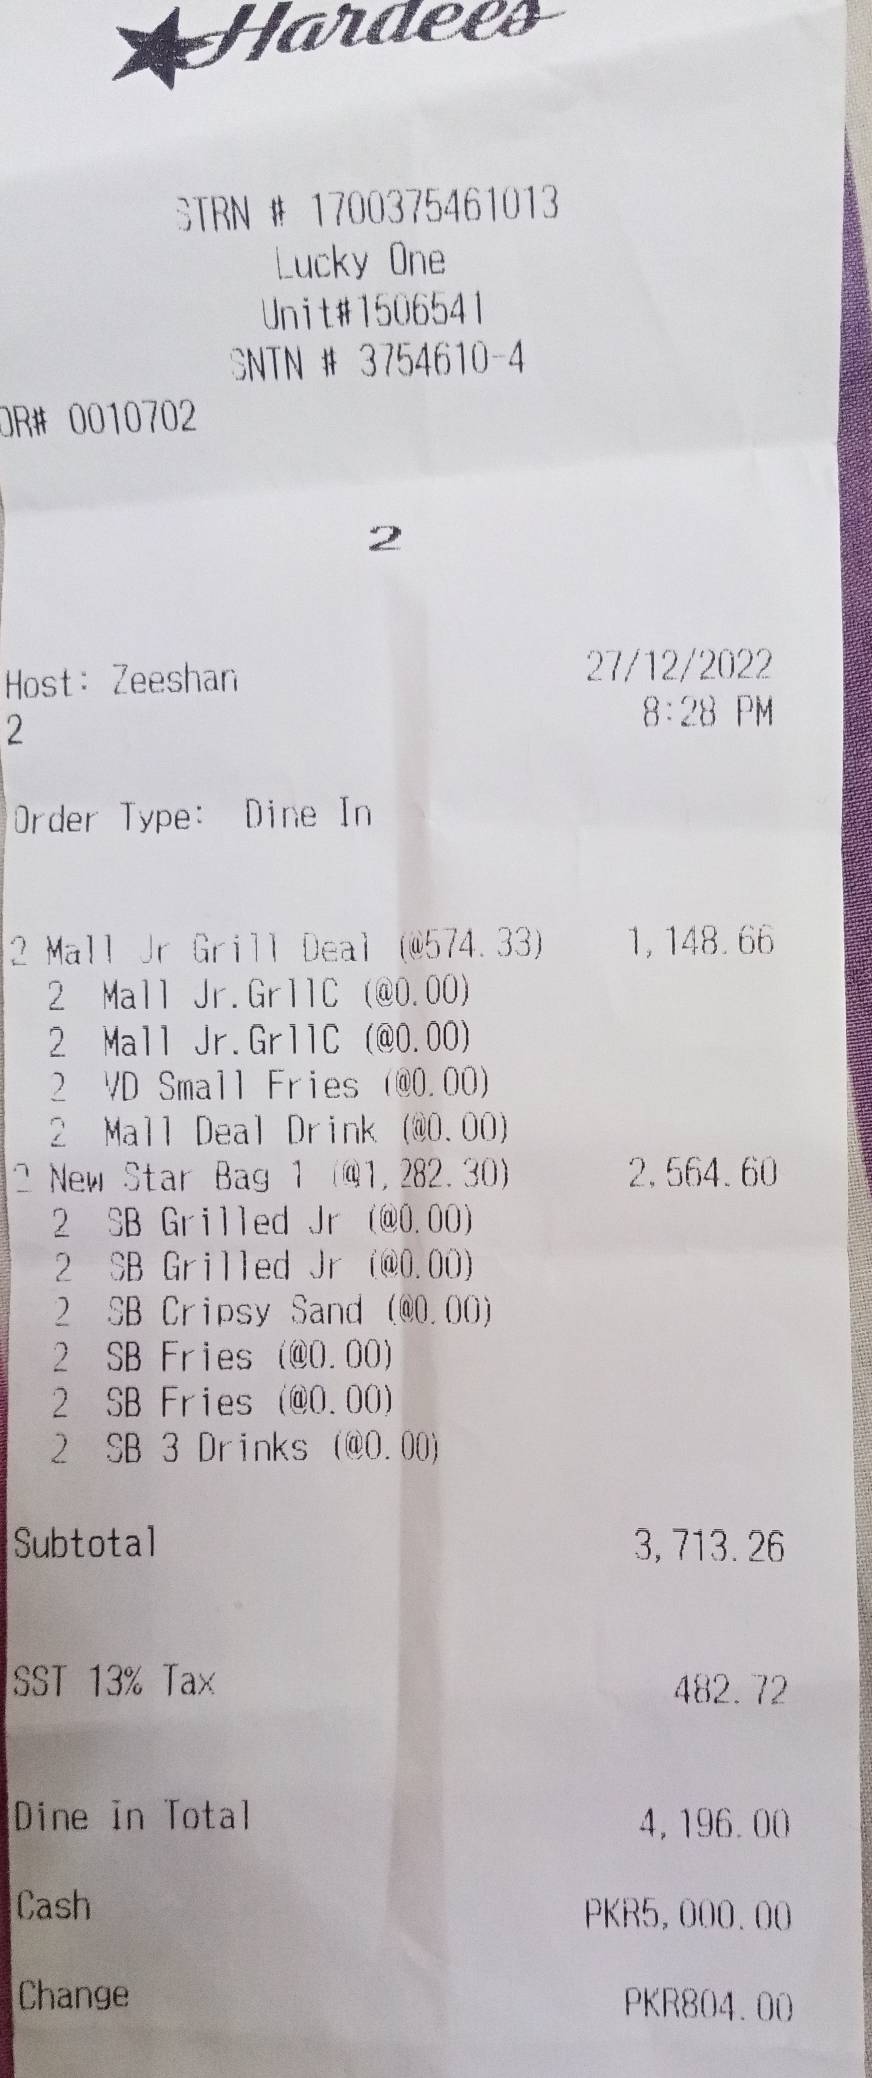 Hardees
STRN # 1700375461013
Lucky One
Unit#1506541
SNTN # 3754610-4
OR# 0010702
2
Host: Zeeshan
27/12/2022
2
8:28 PM
Order Type: Dine In
2 Mall Jr Grill Deal (@574.33) 1,148.66
2 Mall Jr.GrllC (@0.00)
2 Mall Jr.GrllC (@0.00)
2 VD Small Fries (@0.00)
2 Mall Deal Drink (@0.00)
2 New Star Bag 1 (@1,282.30) 2,564.60
2 SB Grilled Jr (@0.00)
2 SB Grilled Jr (@0.00)
2 SB Cripsy Sand (@0.00)
2 SB Fries (@0.00)
2 SB Fries (@0.00)
2 SB 3 Drinks (@0.00)
Subtotal 3,713.26
SST 13% Tax 482.72
Dine in Total 4,196.00
Cash PKR5,000.00
Change PKR804.00